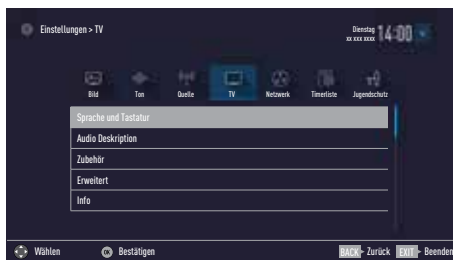 Einstellungen > TV
Dienstag
xx xxx xxxx
14:00
Bild Ton Quelle TV Netzwerk Timerliste Jugendschutz
Sprache und Tastatur
Audio Deskription
Zubehör
Erweitert
Info
Wählen OK Bestätigen BACK Zurück EXIT Beenden